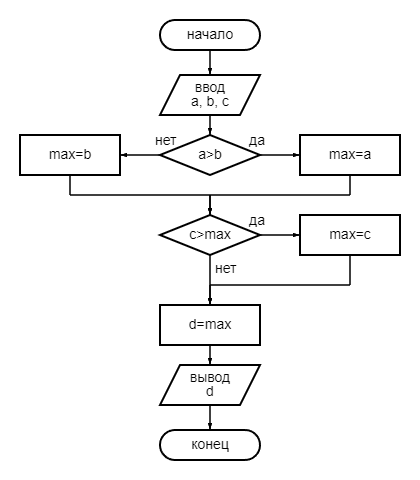 начало
ввод
a, b, c
нет
да
max=b
a>b
max=a
да
c>max
max=c
нет
d=max
вывод
d
конец